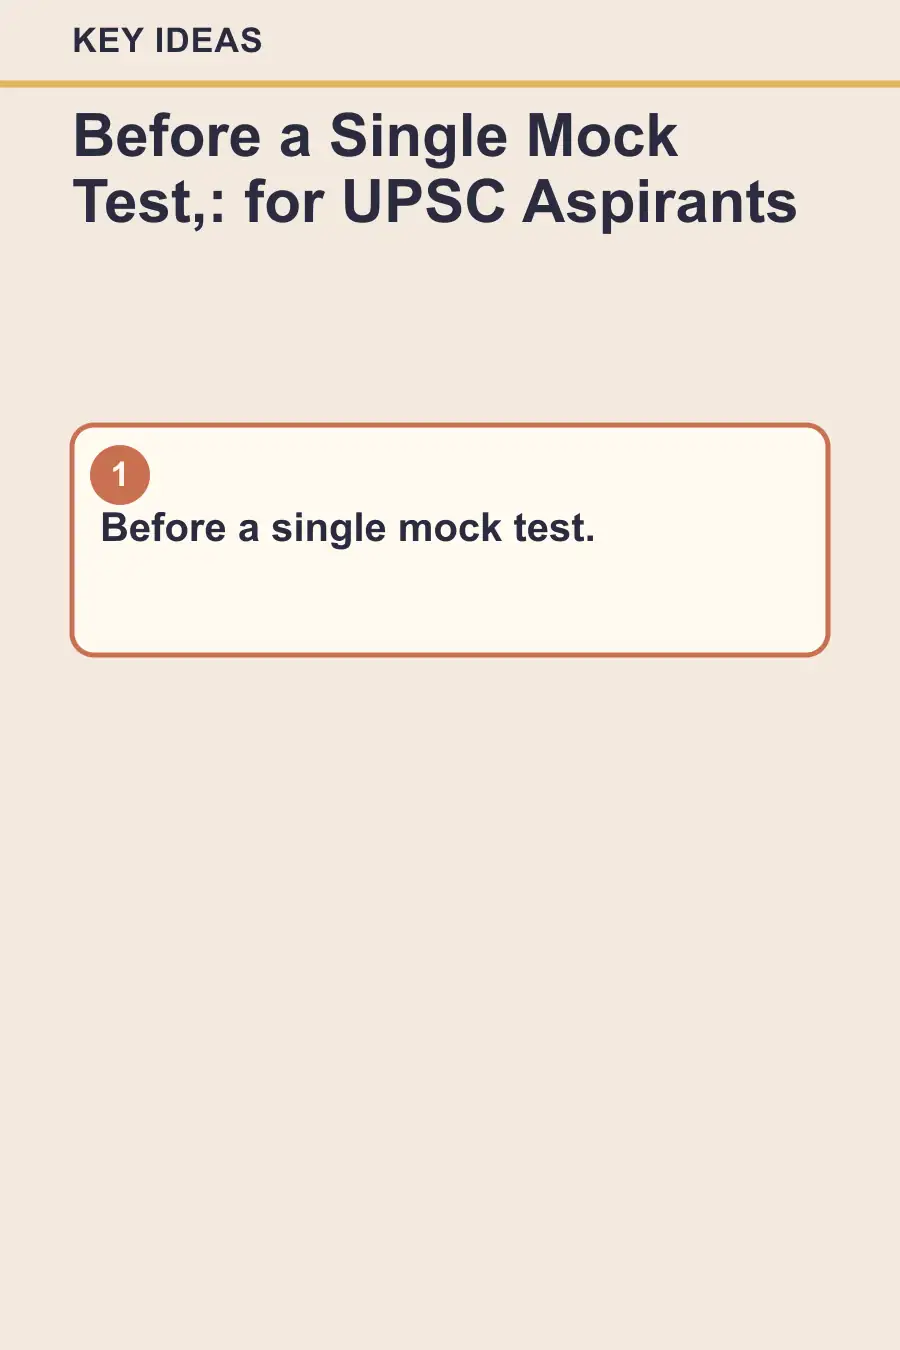 KEY IDEAS
Before a Single Mock
Test,: for UPSC Aspirants
1
Before a single mock test.